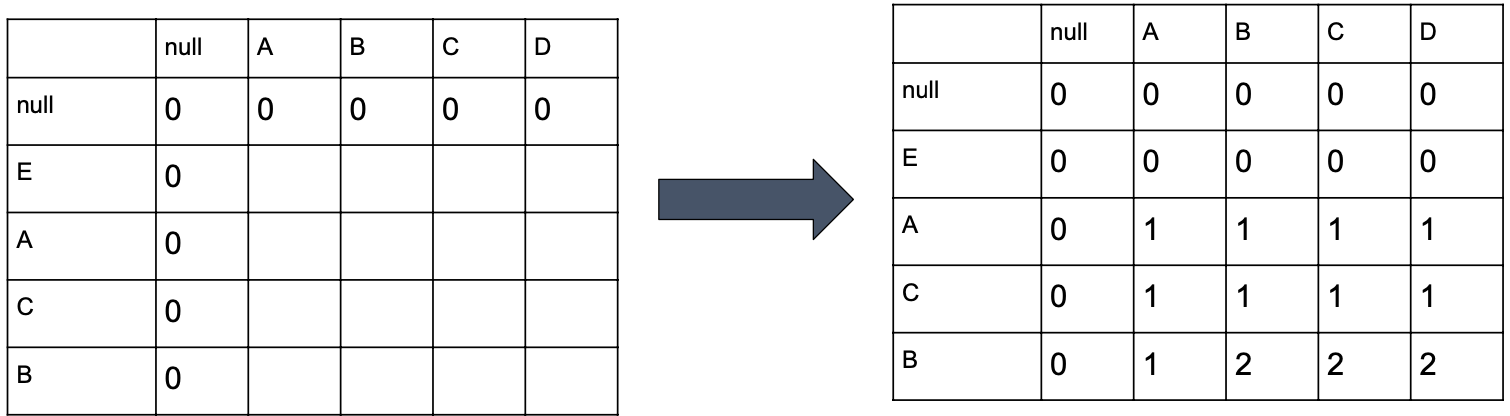 null A B C D
null 0 0 0 0 0
E 0
A 0
C 0
B 0
null A B C D
null 0 0 0 0 0
E 0 0 0 0 0
A 0 1 1 1 1
C 0 1 1 1 1
B 0 1 2 2 2